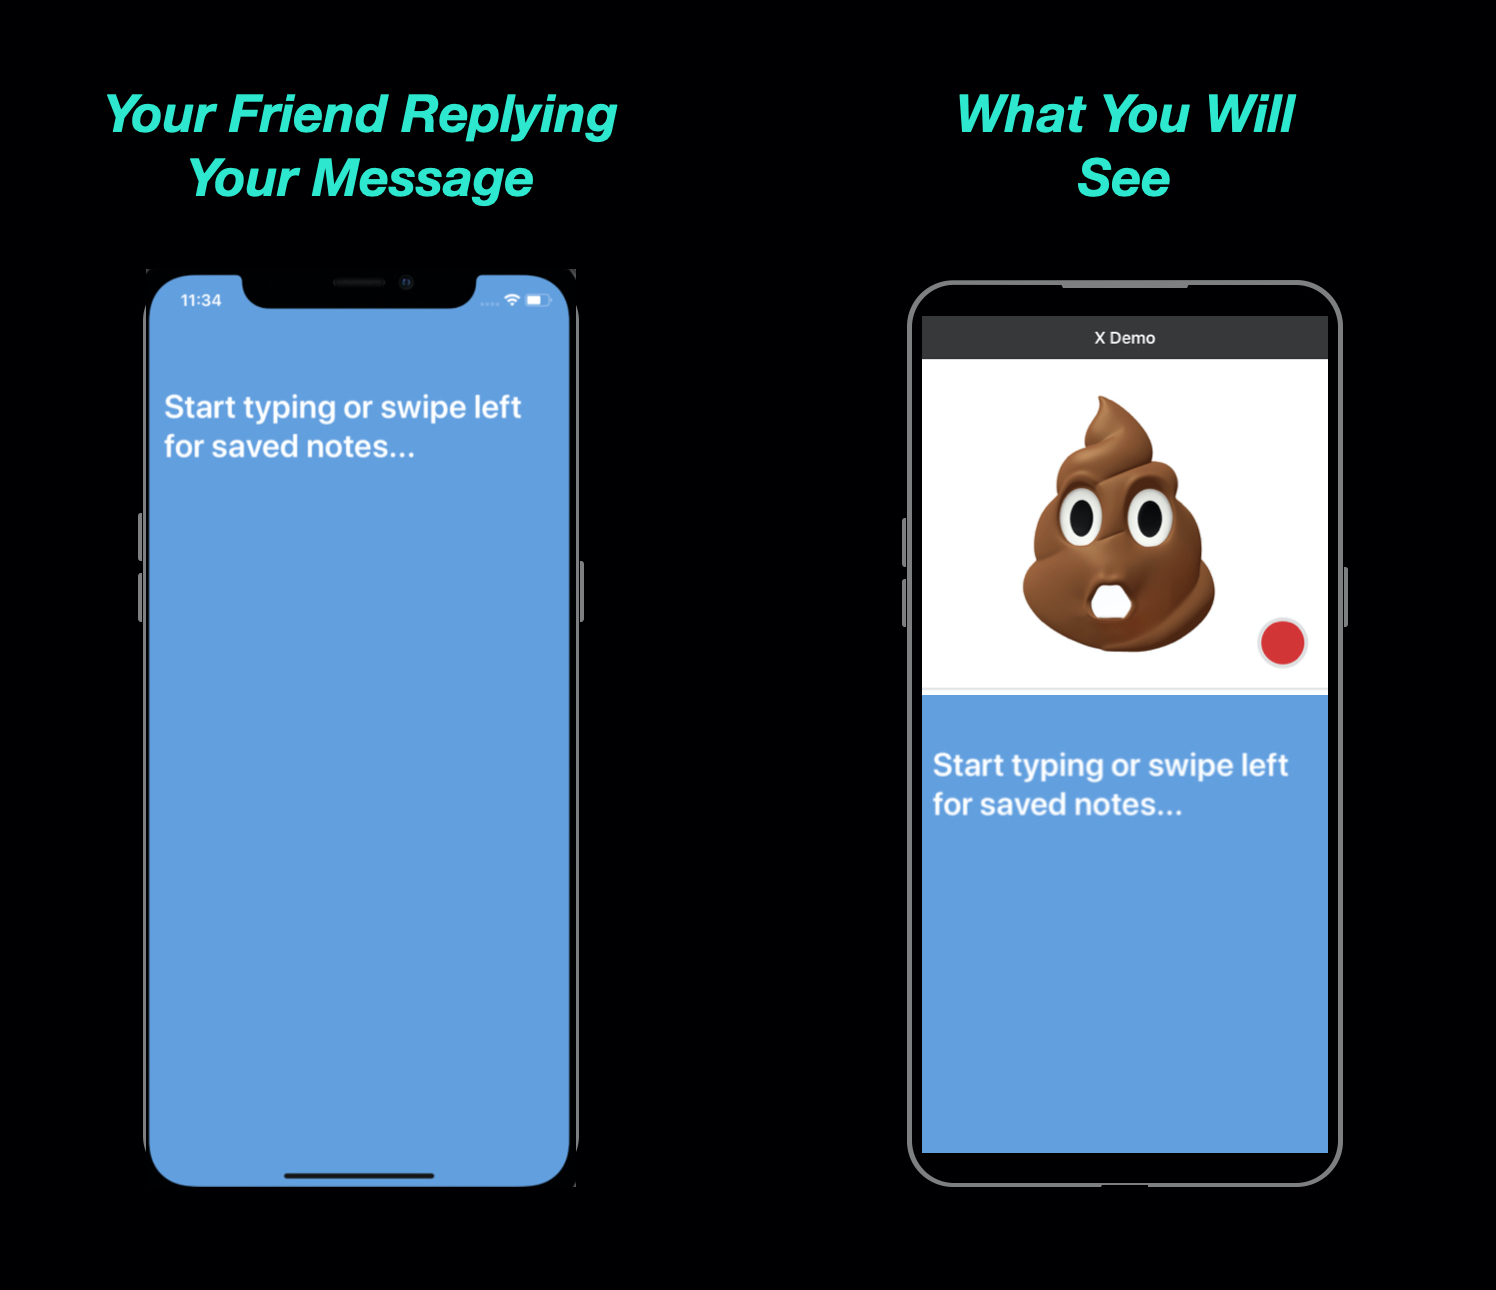 Your Friend Replying
Your Message
What You Will
See
11:34
Start typing or swipe left
for saved notes...
X Demo
Start typing or swipe left
for saved notes...